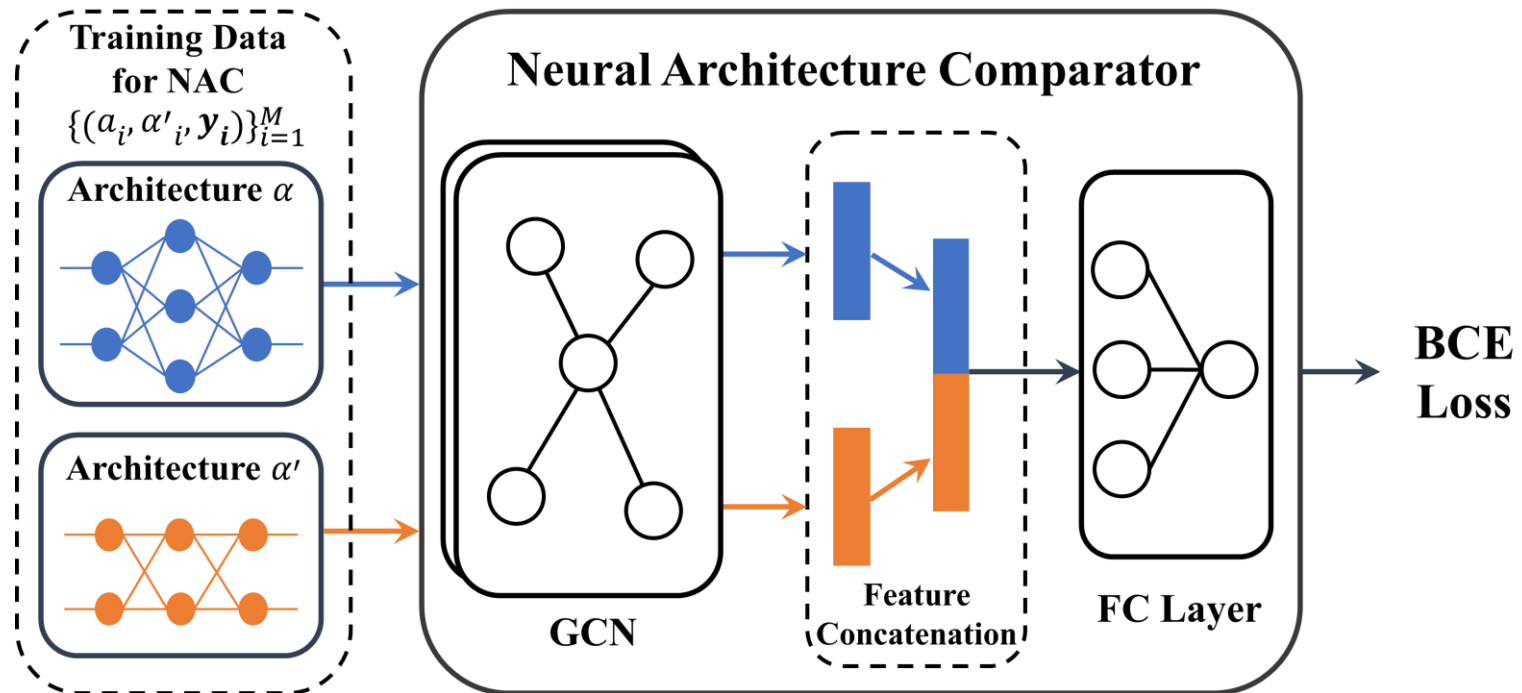 Training Data
for NAC
{(a_i, α'_i, y_i)}_{i=1}^M
Architecture α
Architecture α'
Neural Architecture Comparator
GCN
Feature
Concatenation
FC Layer
BCE
Loss